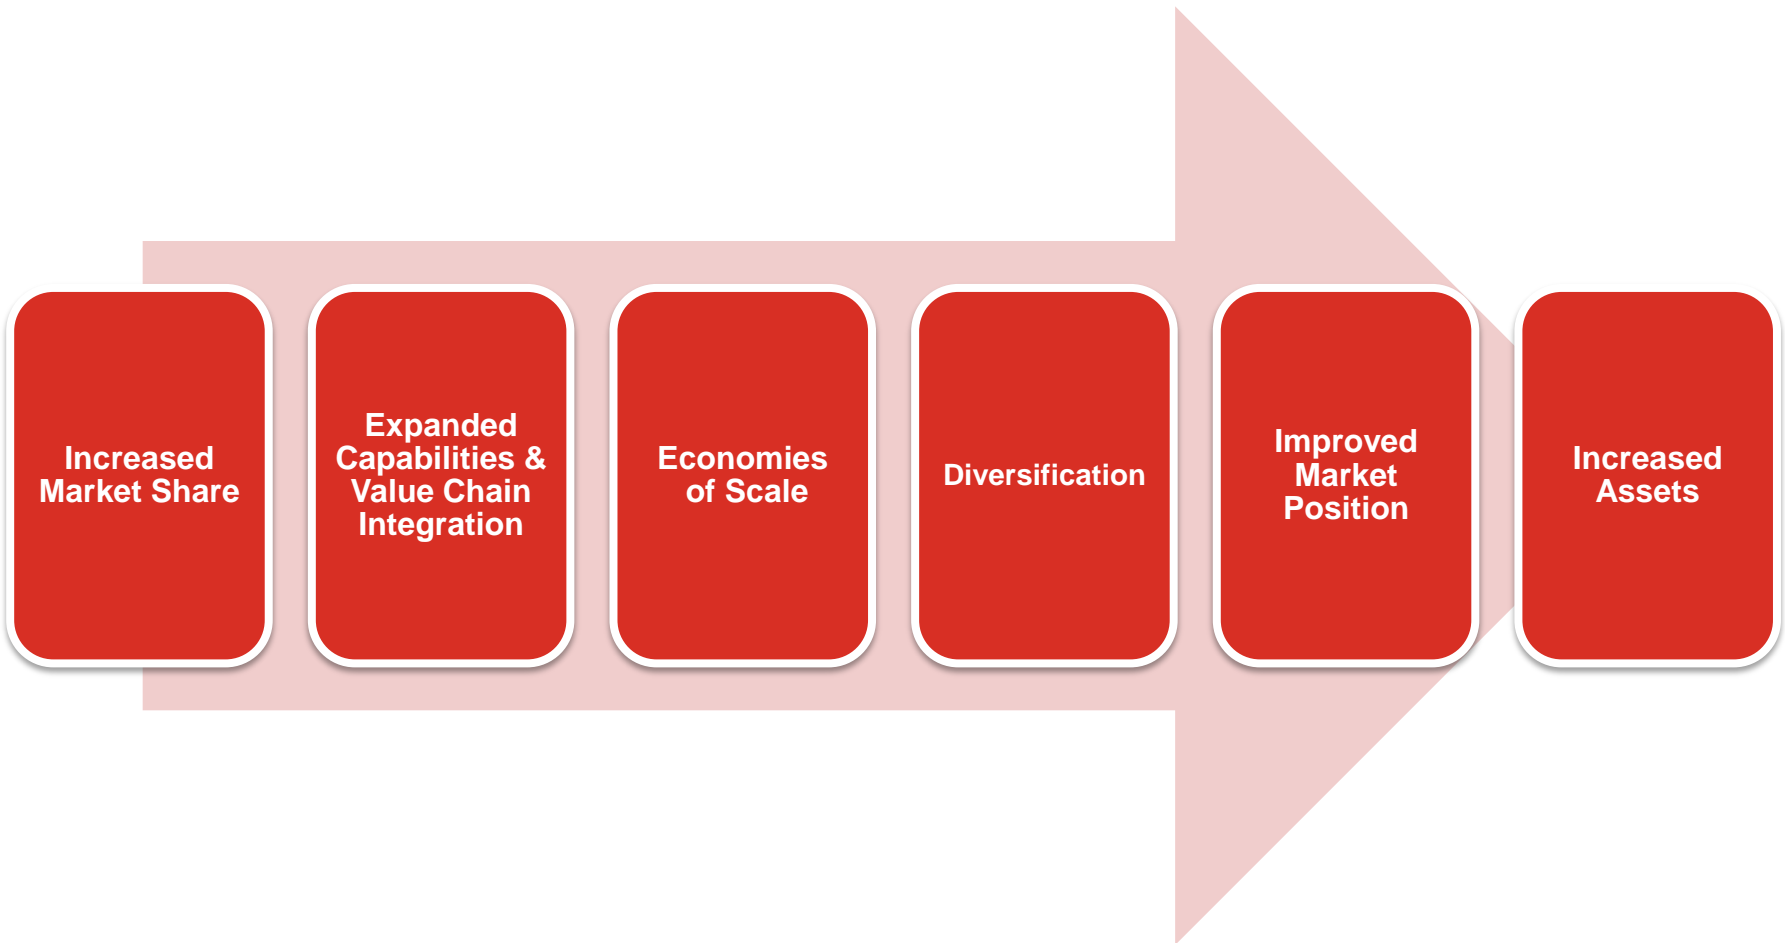 Increased
Market Share
Expanded
Capabilities &
Value Chain
Integration
Economies
of Scale
Diversification
Improved
Market
Position
Increased
Assets